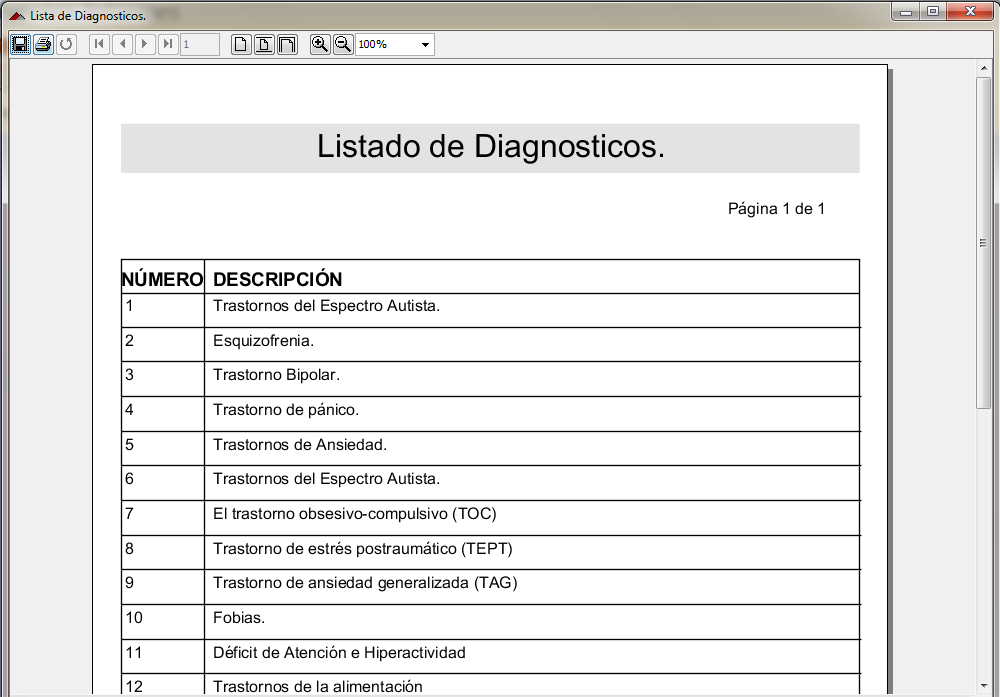 Lista de Diagnosticos.
1
100%
Listado de Diagnosticos.
Página 1 de 1
NÚMERO DESCRIPCIÓN
1 Trastornos del Espectro Autista.
2 Esquizofrenia.
3 Trastorno Bipolar.
4 Trastorno de pánico.
5 Trastornos de Ansiedad.
6 Trastornos del Espectro Autista.
7 El trastorno obsesivo-compulsivo (TOC)
8 Trastorno de estrés postraumático (TEPT)
9 Trastorno de ansiedad generalizada (TAG)
10 Fobias.
11 Déficit de Atención e Hiperactividad
12 Trastornos de la alimentación